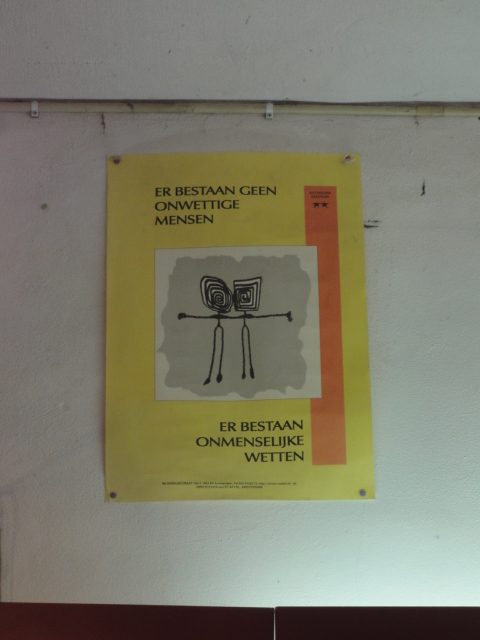 ER BESTAAN GEEN
ONWETTIGE
MENSEN
ER BESTAAN
ONMENSELIJKE
WETTEN